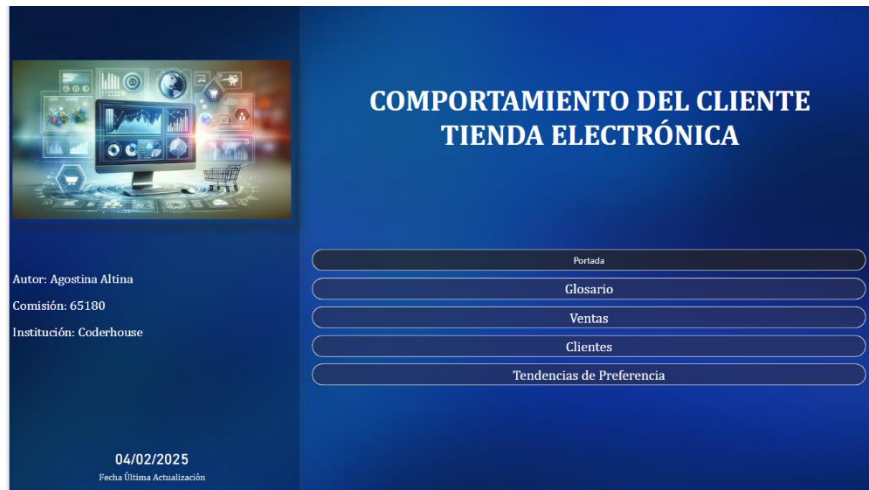 COMPORTAMIENTO DEL CLIENTE
TIENDA ELECTRÓNICA
Autor: Agostina Altina
Comisión: 65180
Institución: Coderhouse
Portada
Glosario
Ventas
Clientes
Tendencias de Preferencia
04/02/2025
Fecha Última Actualización